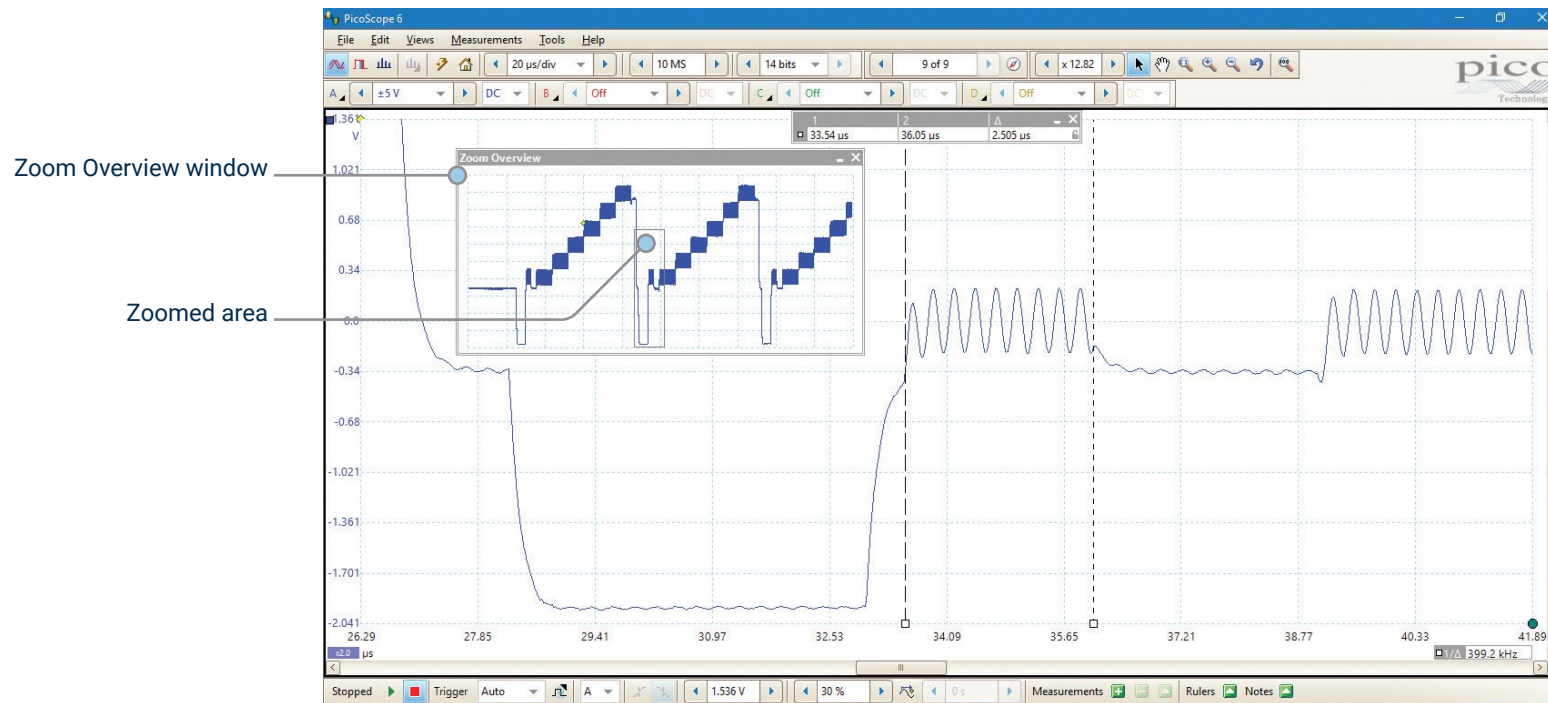 PicoScope 6
File Edit Views Measurements Tools Help
20 µs/div 10 MS 14 bits 9 of 9 x 12.82
A ±5 V DC B Off DC C Off DC D Off DC
pico
Technology
1 2 Δ
33.54 µs 36.05 µs 2.505 µs
Zoom Overview window
Zoomed area
Zoom Overview
1.361
V
1.021
0.68
0.34
0.0
-0.34
-0.68
-1.021
-1.361
-1.701
-2.041
26.29 27.85 29.41 30.97 32.53 34.09 35.65 37.21 38.77 40.33 41.89
x2.0 µs
1/Δ 399.2 kHz
Stopped Trigger Auto A 1.536 V 30 % 0 s Measurements Rulers Notes